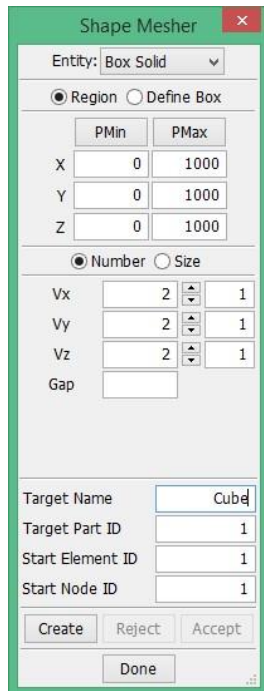 Shape Mesher ×
Entity: Box Solid
Region Define Box
PMin PMax
X 0 1000
Y 0 1000
Z 0 1000
Number Size
Vx 2 1
Vy 2 1
Vz 2 1
Gap
Target Name Cube
Target Part ID 1
Start Element ID 1
Start Node ID 1
Create Reject Accept
Done